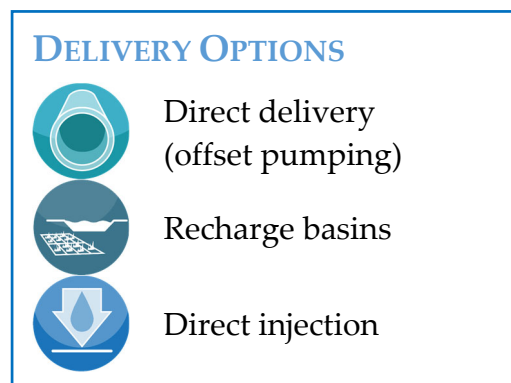 DELIVERY OPTIONS
Direct delivery
(offset pumping)
Recharge basins
Direct injection